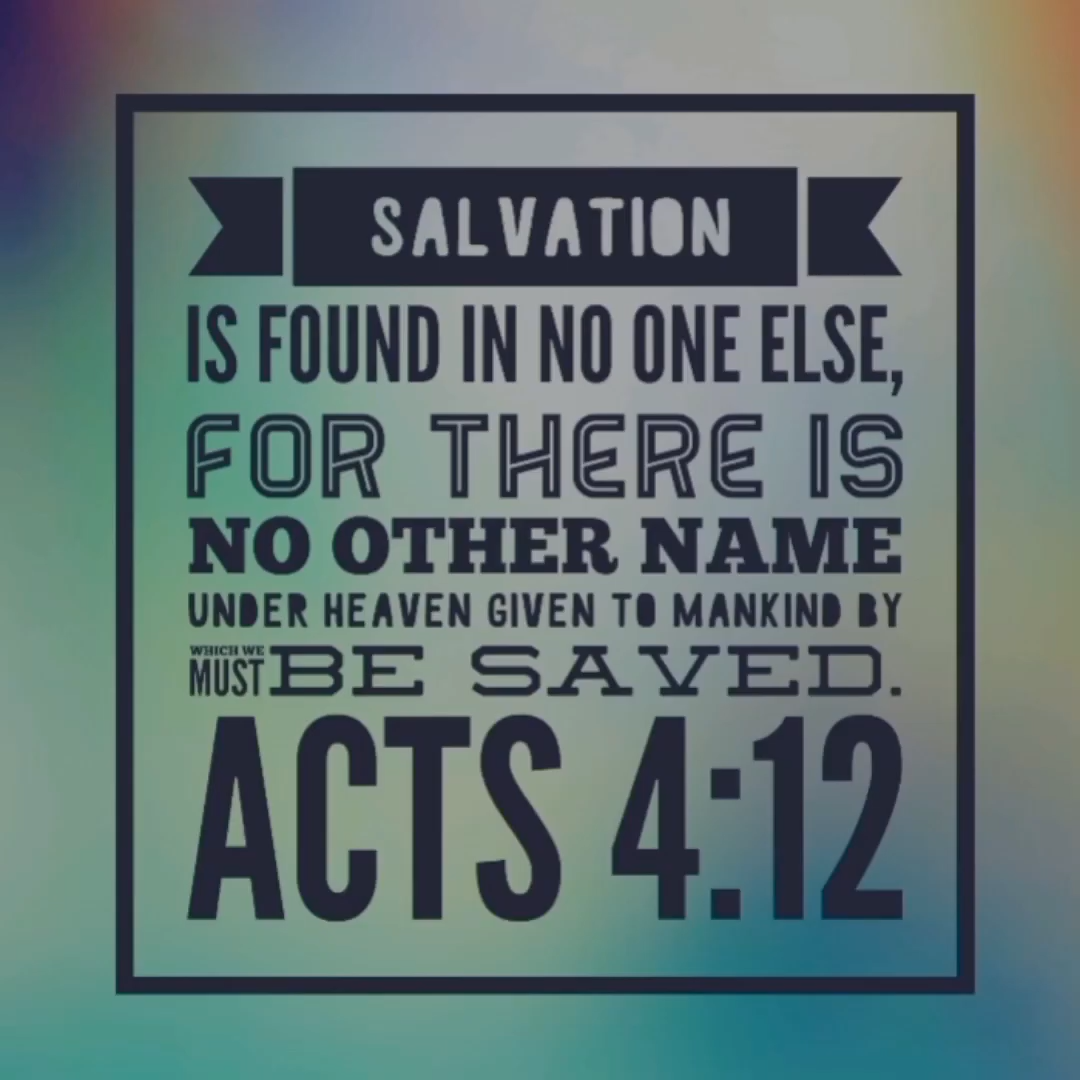 SALVATION
IS FOUND IN NO ONE ELSE,
FOR THERE IS
NO OTHER NAME
UNDER HEAVEN GIVEN TO MANKIND BY
WHICH WE
MUST BE SAVED.
ACTS 4:12